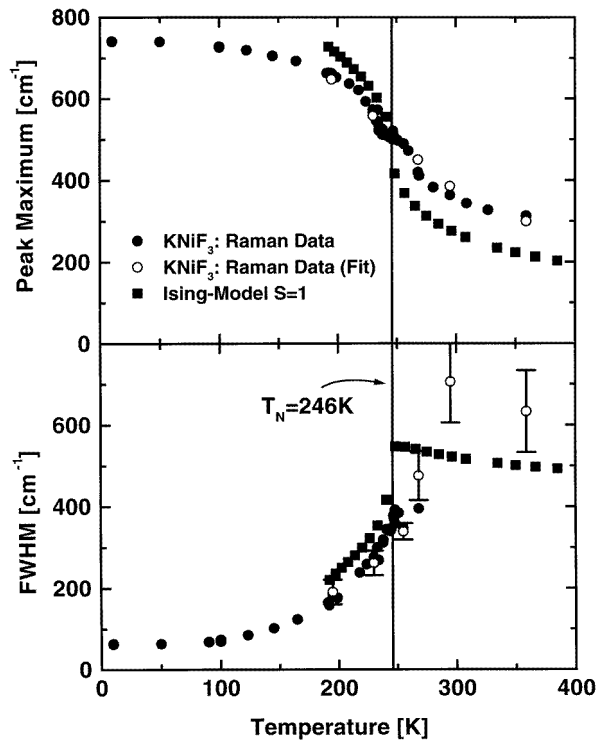 800
600
400
200
0
Peak Maximum [cm⁻¹]
KNiF₃: Raman Data
KNiF₃: Raman Data (Fit)
Ising-Model S=1
600
400
200
0
FWHM [cm⁻¹]
T_N=246K
0 100 200 300 400
Temperature [K]